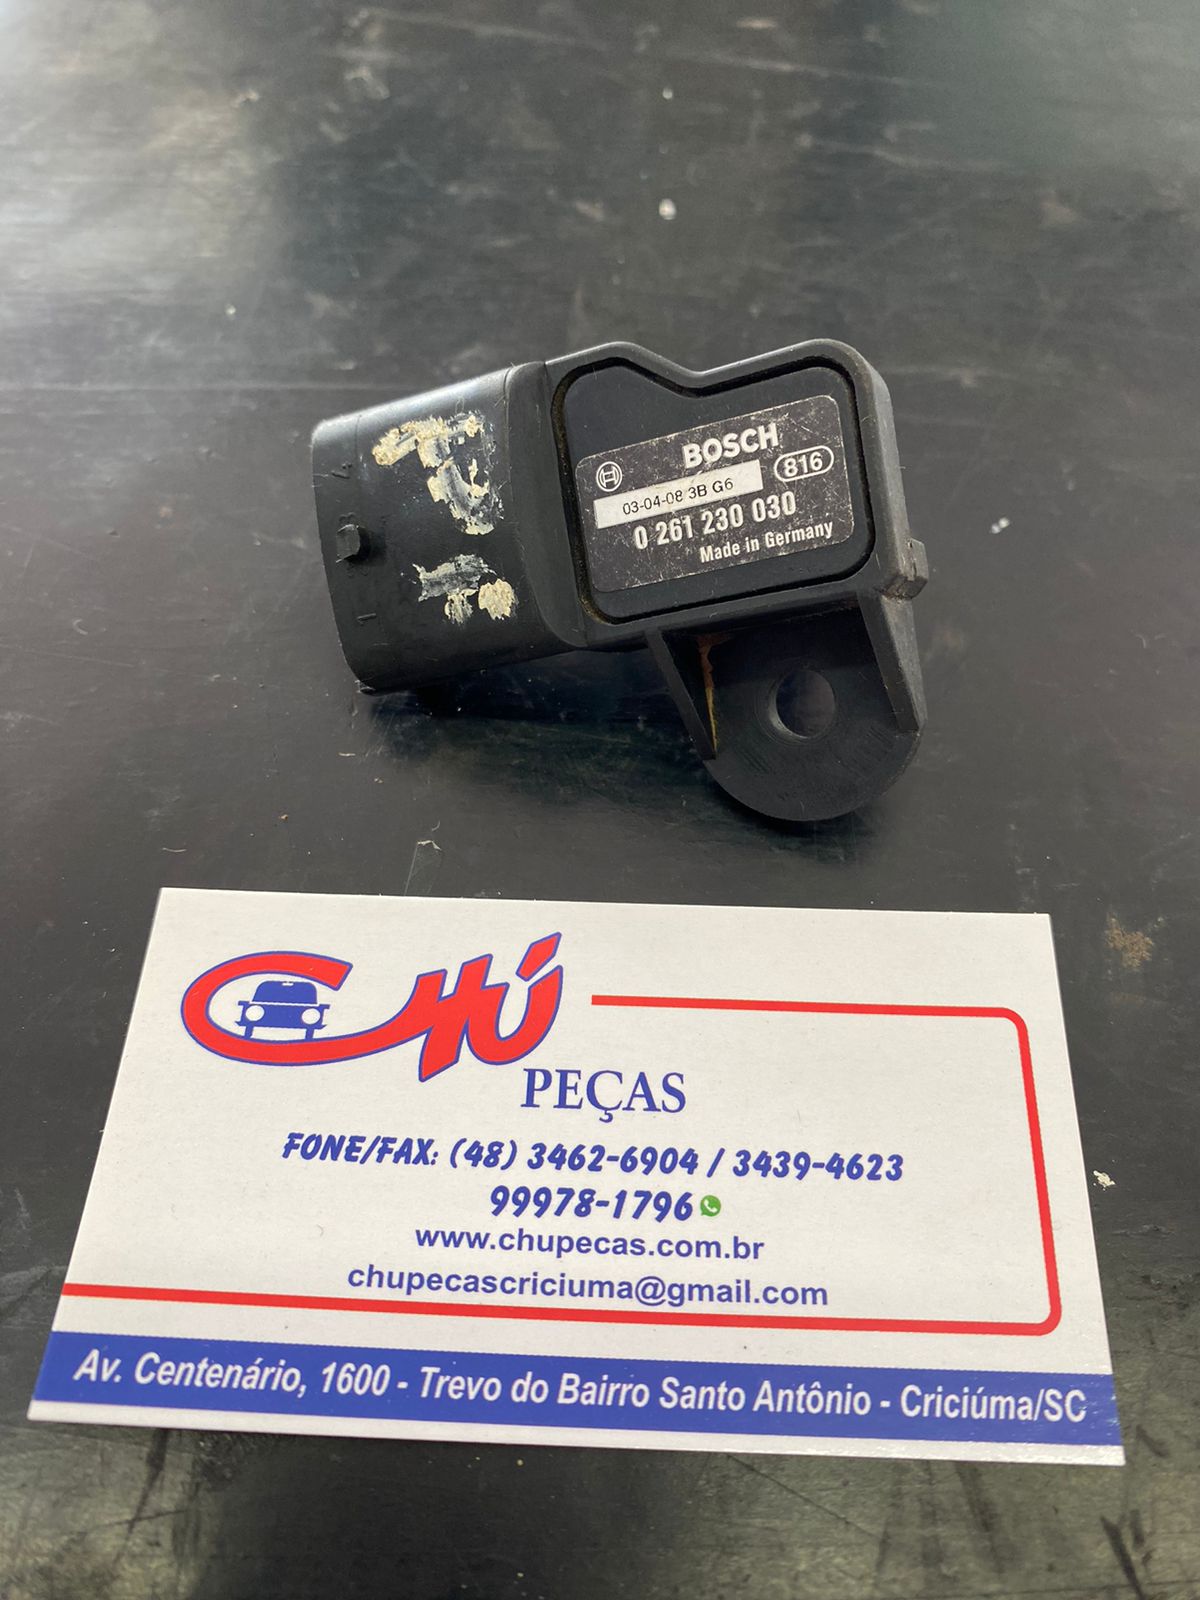 BOSCH
03-04-08 3B G6
816
0 261 230 030
Made in Germany
4
1
CHÚ
PEÇAS
FONE/FAX: (48) 3462-6904 / 3439-4623
99978-1796
www.chupecas.com.br
chupecascriciuma@gmail.com
Av. Centenário, 1600 - Trevo do Bairro Santo Antônio - Criciúma/SC